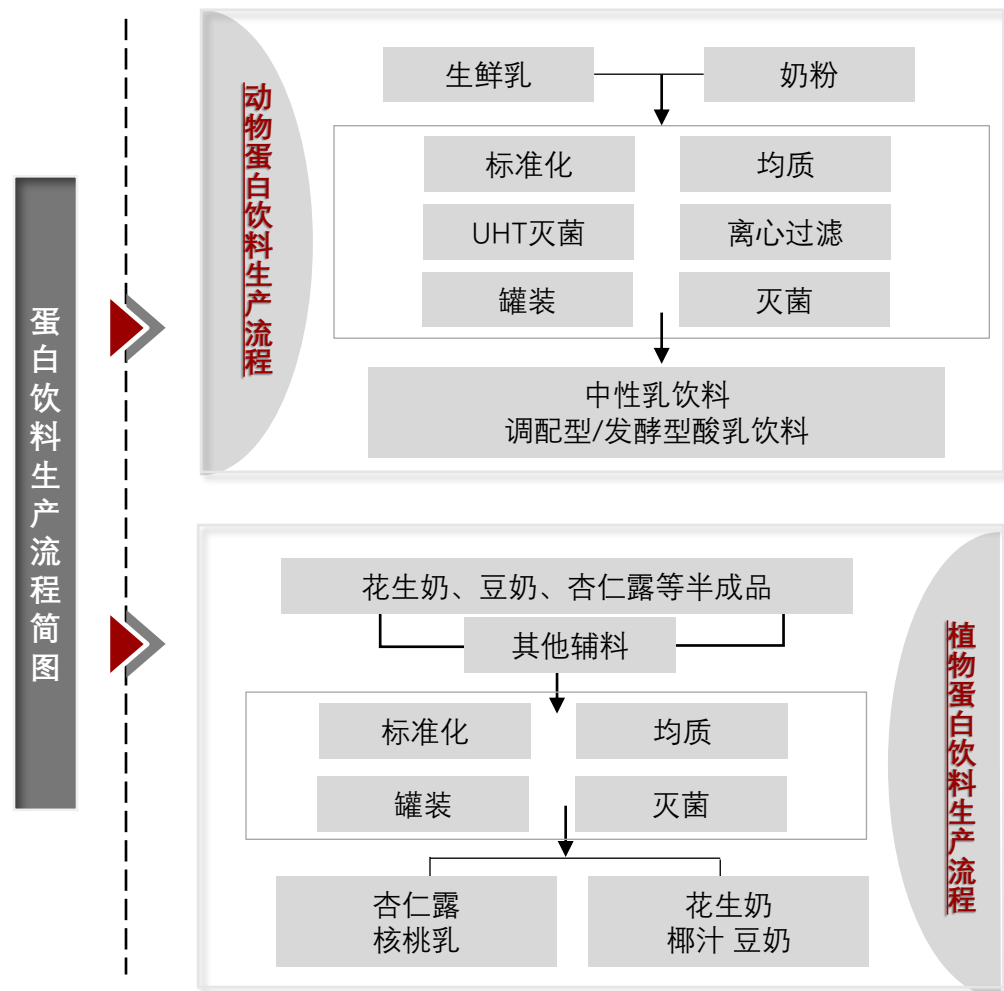 蛋白饮料生产流程简图
动物蛋白饮料生产流程
生鲜乳
奶粉
标准化
均质
UHT灭菌
离心过滤
罐装
灭菌
中性乳饮料
调配型/发酵型酸乳饮料
植物蛋白饮料生产流程
花生奶、豆奶、杏仁露等半成品
其他辅料
标准化
均质
罐装
灭菌
杏仁露
核桃乳
花生奶
椰汁 豆奶